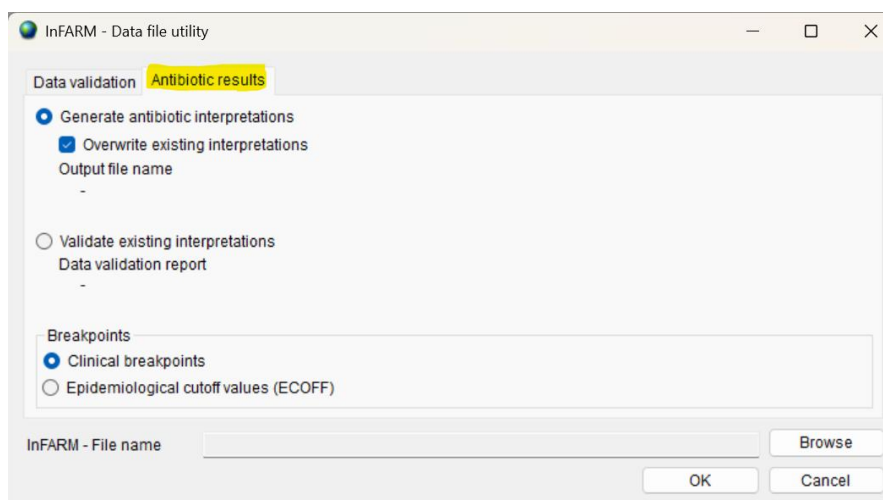 InFARM - Data file utility
Data validation Antibiotic results
Generate antibiotic interpretations
Overwrite existing interpretations
Output file name
-
Validate existing interpretations
Data validation report
-
Breakpoints
Clinical breakpoints
Epidemiological cutoff values (ECOFF)
InFARM - File name Browse
OK Cancel